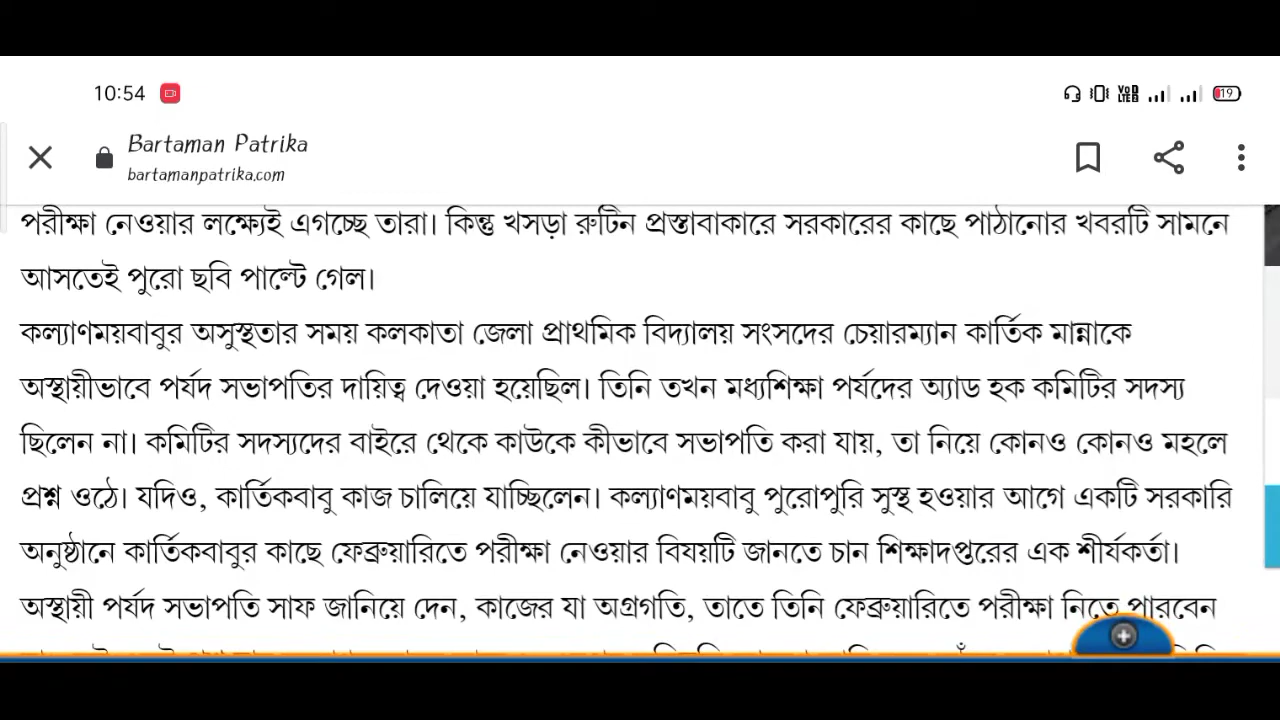 10:54
VoD LTED
19
Bartaman Patrika
bartamanpatrika.com
পরীক্ষা নেওয়ার লক্ষ্যেই এগচ্ছে তারা। কিন্তু খসড়া রুটিন প্রস্তাবাকারে সরকারের কাছে পাঠানোর খবরটি সামনে
আসতেই পুরো ছবি পাল্টে গেল।
কল্যাণময়বাবুর অসুস্থতার সময় কলকাতা জেলা প্রাথমিক বিদ্যালয় সংসদের চেয়ারম্যান কার্তিক মান্নাকে
অস্থায়ীভাবে পর্ষদ সভাপতির দায়িত্ব দেওয়া হয়েছিল। তিনি তখন মধ্যশিক্ষা পর্ষদের অ্যাড হক কমিটির সদস্য
ছিলেন না। কমিটির সদস্যদের বাইরে থেকে কাউকে কীভাবে সভাপতি করা যায়, তা নিয়ে কোনও কোনও মহলে
প্রশ্ন ওঠে। যদিও, কার্তিকবাবু কাজ চালিয়ে যাচ্ছিলেন। কল্যাণময়বাবু পুরোপুরি সুস্থ হওয়ার আগে একটি সরকারি
অনুষ্ঠানে কার্তিকবাবুর কাছে ফেব্রুয়ারিতে পরীক্ষা নেওয়ার বিষয়টি জানতে চান শিক্ষাদপ্তরের এক শীর্ষকর্তা।
অস্থায়ী পর্ষদ সভাপতি সাফ জানিয়ে দেন, কাজের যা অগ্রগতি, তাতে তিনি ফেব্রুয়ারিতে পরীক্ষা নিতে পারবেন